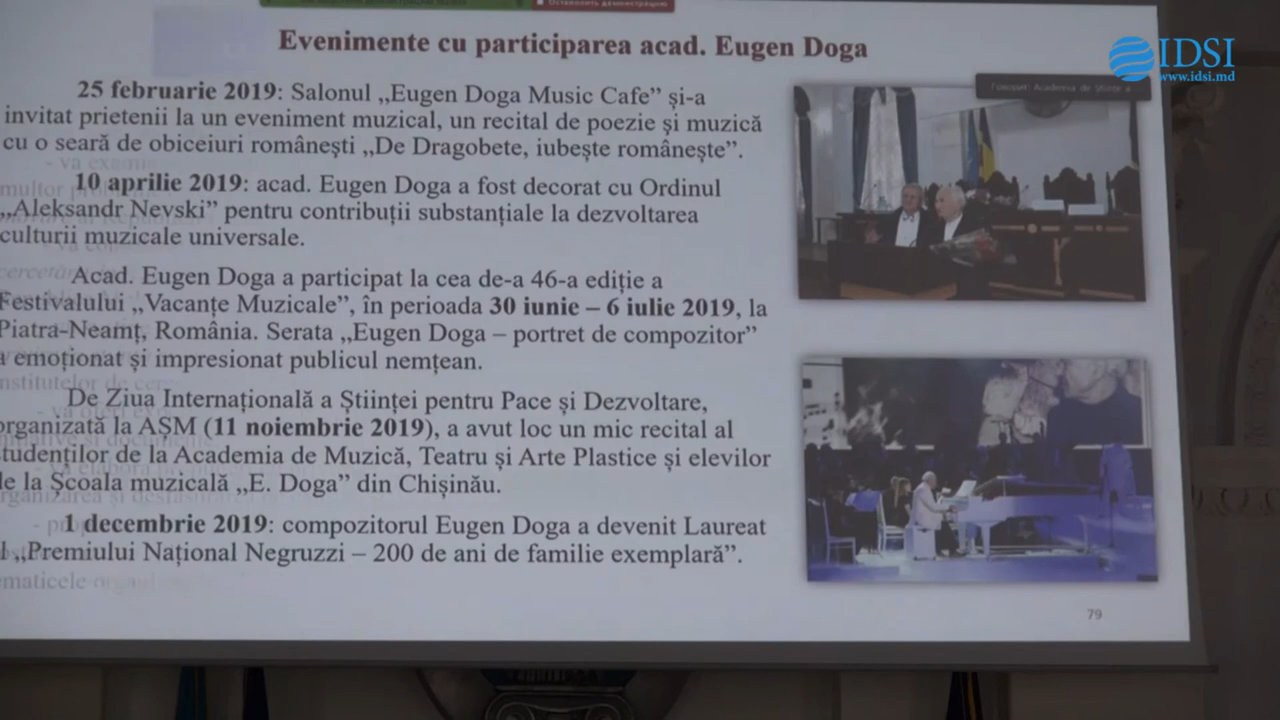 Остановить демонстрацию
Evenimente cu participarea acad. Eugen Doga
IDSI
www.idsi.md
25 februarie 2019: Salonul „Eugen Doga Music Cafe” și-a
invitat prietenii la un eveniment muzical, un recital de poezie și muzică
cu o seară de obiceiuri românești „De Dragobete, iubește românește”.
10 aprilie 2019: acad. Eugen Doga a fost decorat cu Ordinul
„Aleksandr Nevski” pentru contribuții substanțiale la dezvoltarea
culturii muzicale universale.
Acad. Eugen Doga a participat la cea de-a 46-a ediție a
Festivalului „Vacanțe Muzicale”, în perioada 30 iunie – 6 iulie 2019, la
Piatra-Neamț, România. Serata „Eugen Doga – portret de compozitor”
a emoționat și impresionat publicul nemțean.
De Ziua Internațională a Științei pentru Pace și Dezvoltare,
organizată la AȘM (11 noiembrie 2019), a avut loc un mic recital al
studenților de la Academia de Muzică, Teatru și Arte Plastice și elevilor
de la Școala muzicală „E. Doga” din Chișinău.
1 decembrie 2019: compozitorul Eugen Doga a devenit Laureat
l „Premiului Național Negruzzi – 200 de ani de familie exemplară”.
Говорит: Academia de Științe a
79